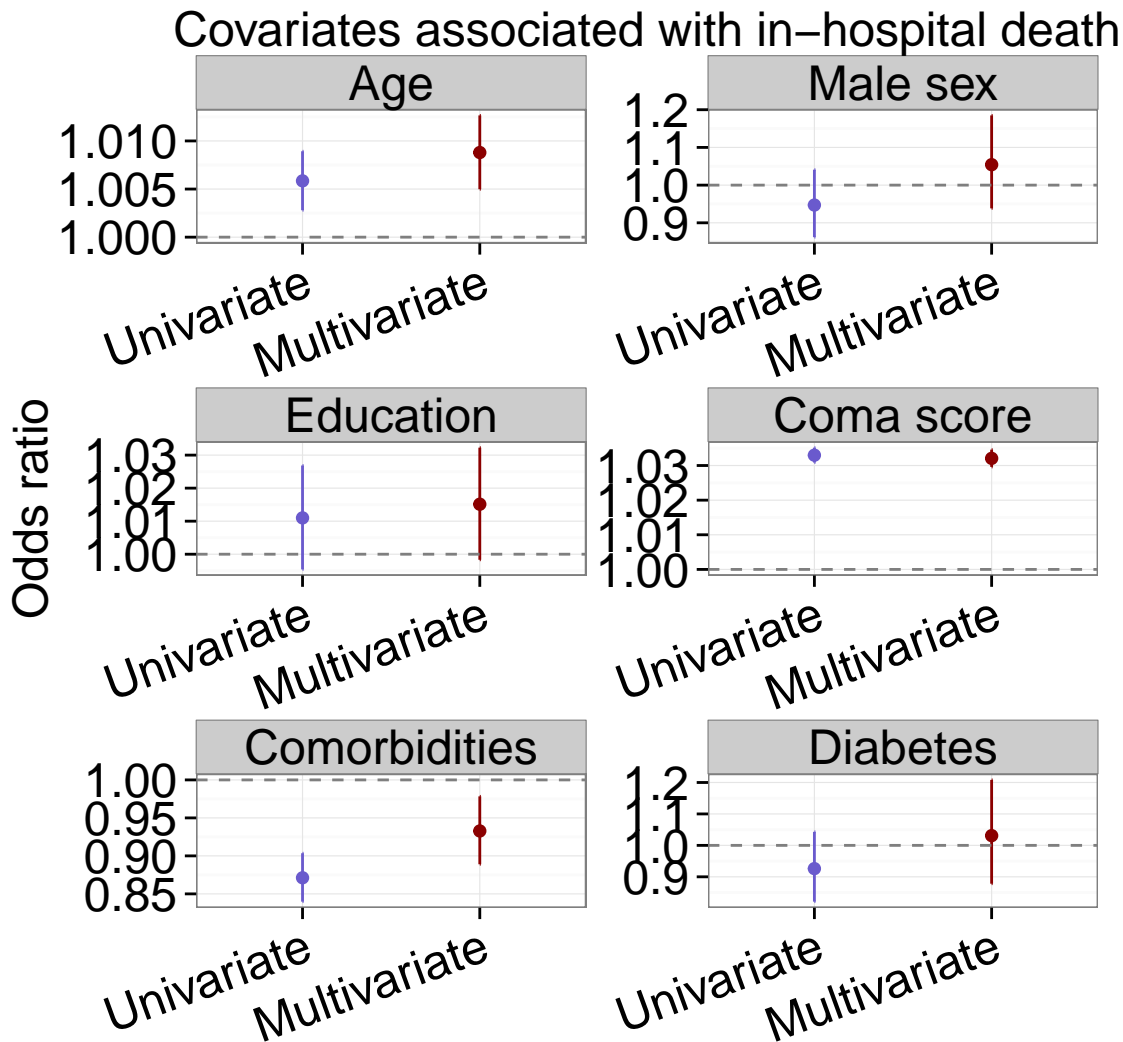 Covariates associated with in−hospital death
Odds ratio
Age
1.010
1.005
1.000
Univariate
Multivariate
Male sex
1.2
1.1
1.0
0.9
Univariate
Multivariate
Education
1.03
1.02
1.01
1.00
Univariate
Multivariate
Coma score
1.03
1.02
1.01
1.00
Univariate
Multivariate
Comorbidities
1.00
0.95
0.90
0.85
Univariate
Multivariate
Diabetes
1.2
1.1
1.0
0.9
Univariate
Multivariate